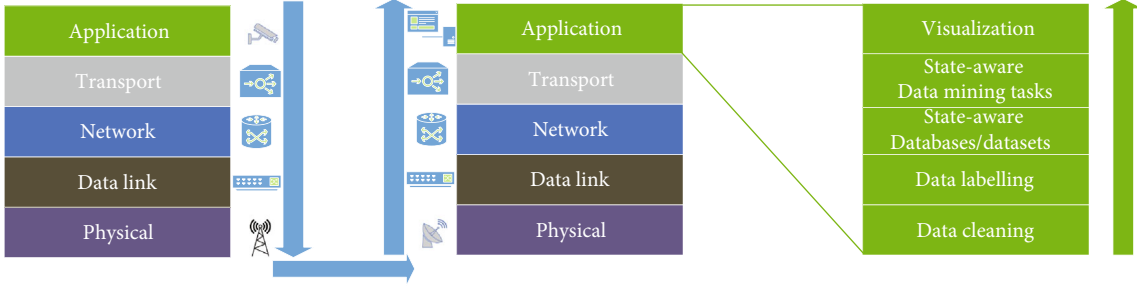 Application
Transport
Network
Data link
Physical
Application
Transport
Network
Data link
Physical
Visualization
State-aware
Data mining tasks
State-aware
Databases/datasets
Data labelling
Data cleaning